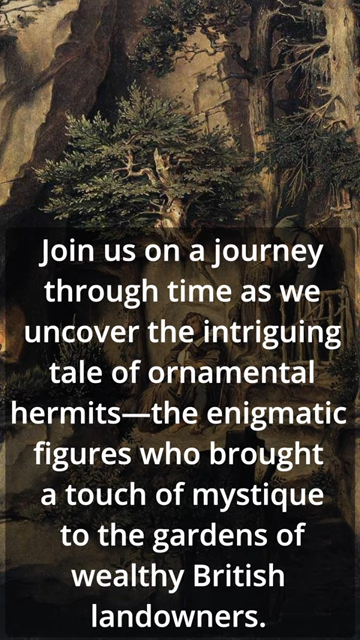 Join us on a journey
through time as we
uncover the intriguing
tale of ornamental
hermits—the enigmatic
figures who brought
a touch of mystique
to the gardens of
wealthy British
landowners.